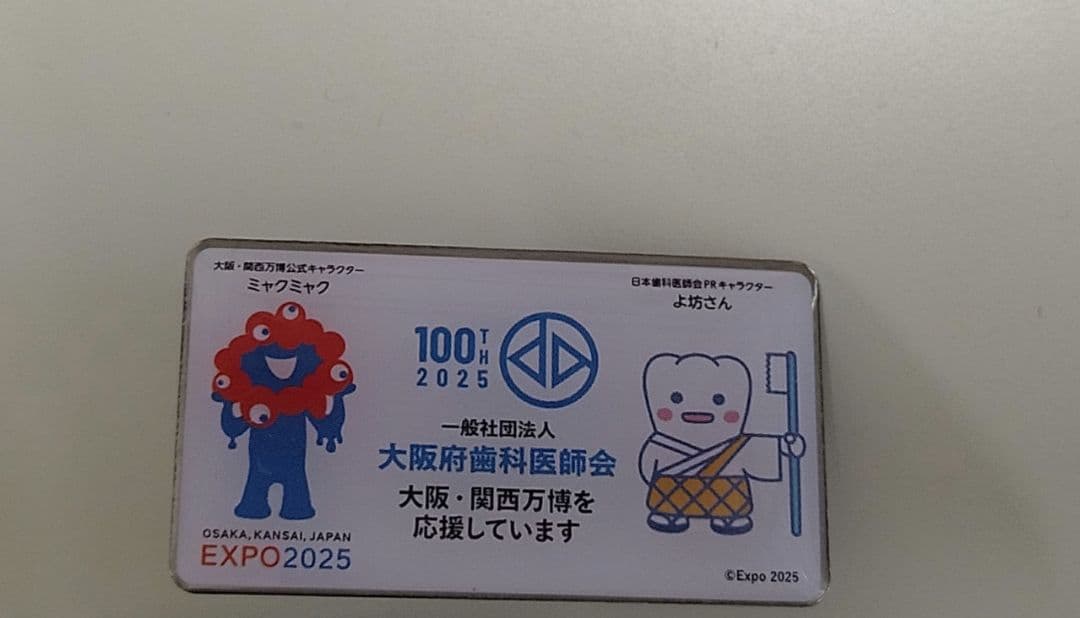 大阪・関西万博公式キャラクター
ミャクミャク
OSAKA, KANSAI, JAPAN
EXPO2025
100TH
2025
一般社団法人
大阪府歯科医師会
大阪・関西万博を
応援しています
日本歯科医師会PRキャラクター
よ坊さん
©Expo 2025